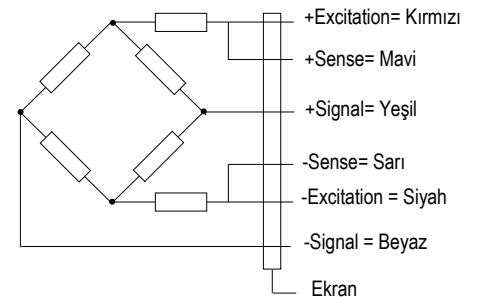 +Excitation= Kırmızı
+Sense= Mavi
+Signal= Yeşil
-Sense= Sarı
-Excitation = Siyah
-Signal = Beyaz
Ekran